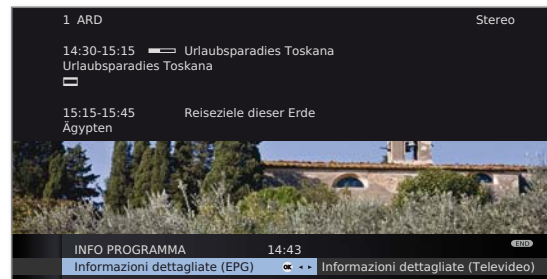 1 ARD Stereo
14:30-15:15 Urlaubsparadies Toskana
Urlaubsparadies Toskana
15:15-15:45 Reiseziele dieser Erde
Ägypten
END
INFO PROGRAMMA 14:43
Informazioni dettagliate (EPG) OK Informazioni dettagliate (Televideo)